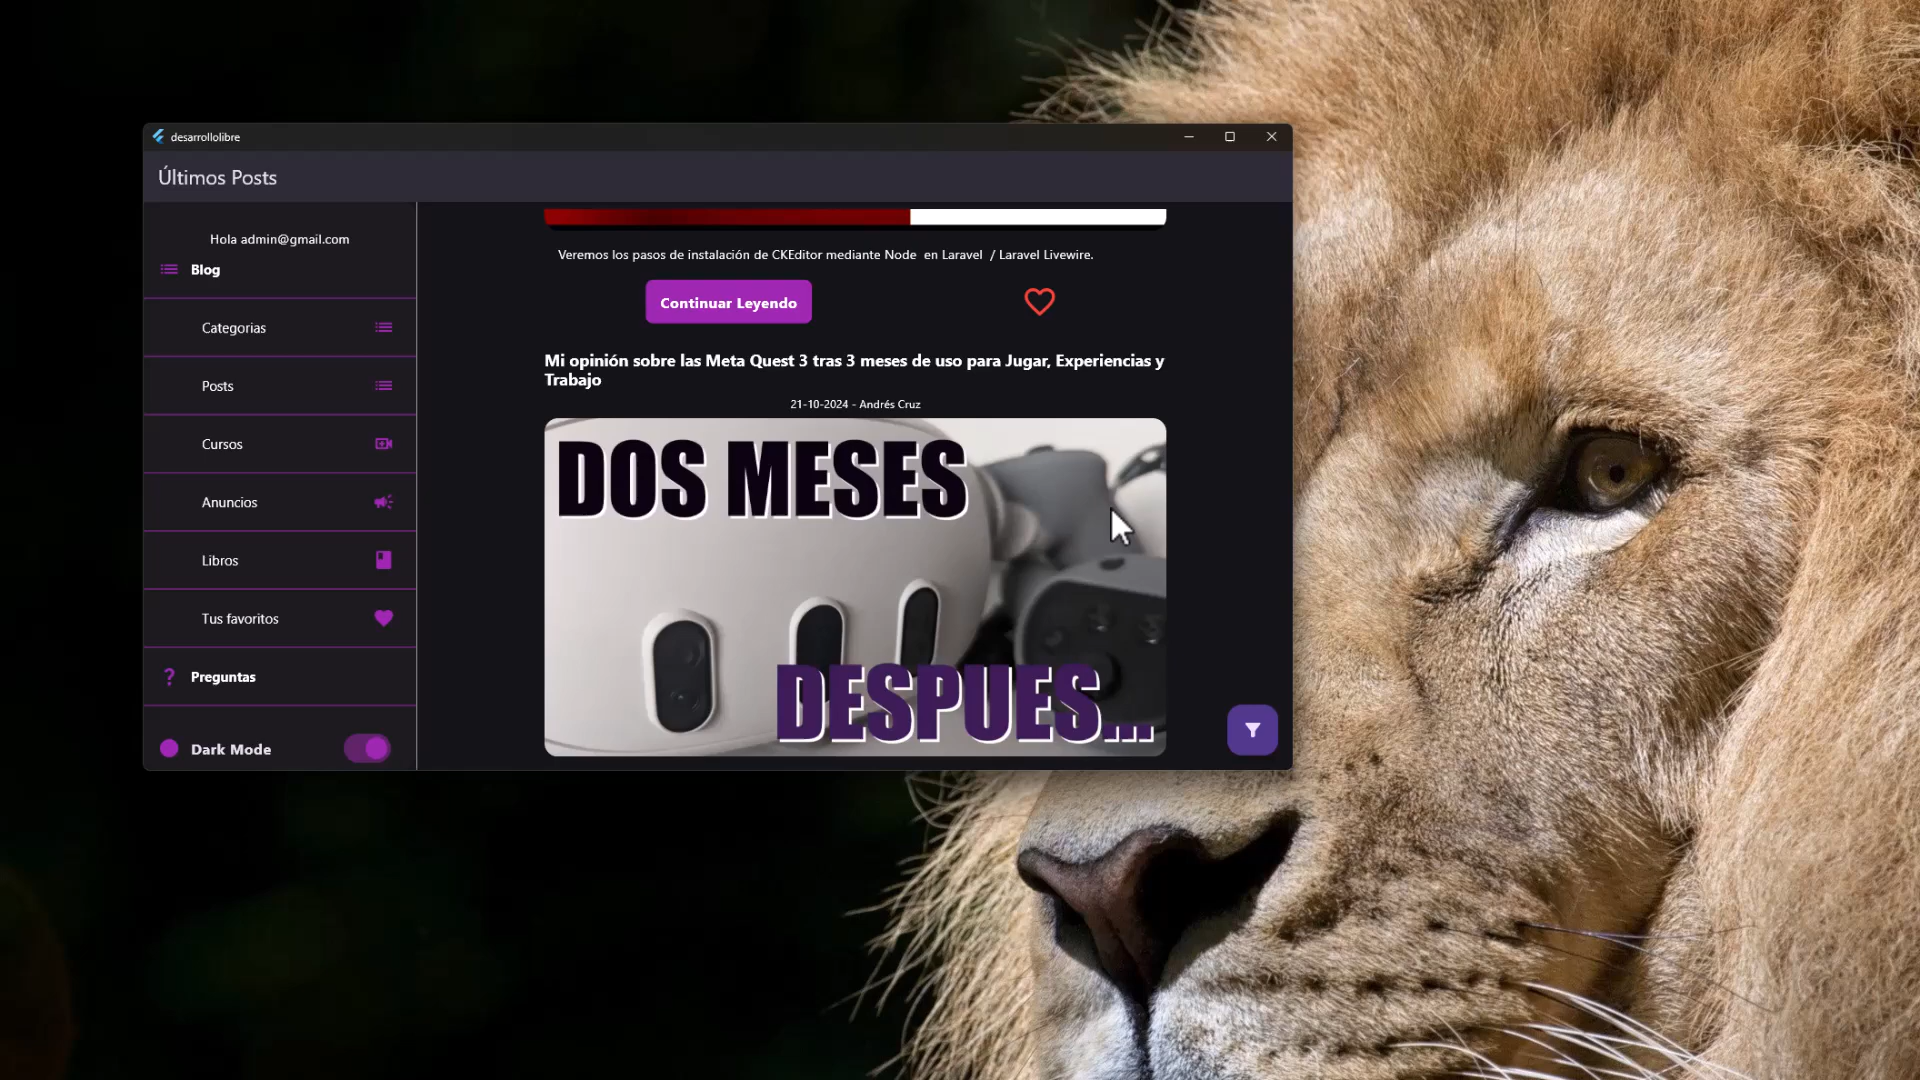 desarrollolibre
Últimos Posts
Hola admin@gmail.com
Blog
Categorias
Posts
Cursos
Anuncios
Libros
Tus favoritos
? Preguntas
Dark Mode
Veremos los pasos de instalación de CKEditor mediante Node en Laravel / Laravel Livewire.
Continuar Leyendo
Mi opinión sobre las Meta Quest 3 tras 3 meses de uso para Jugar, Experiencias y
Trabajo
21-10-2024 - Andrés Cruz
DOS MESES
DESPUES...